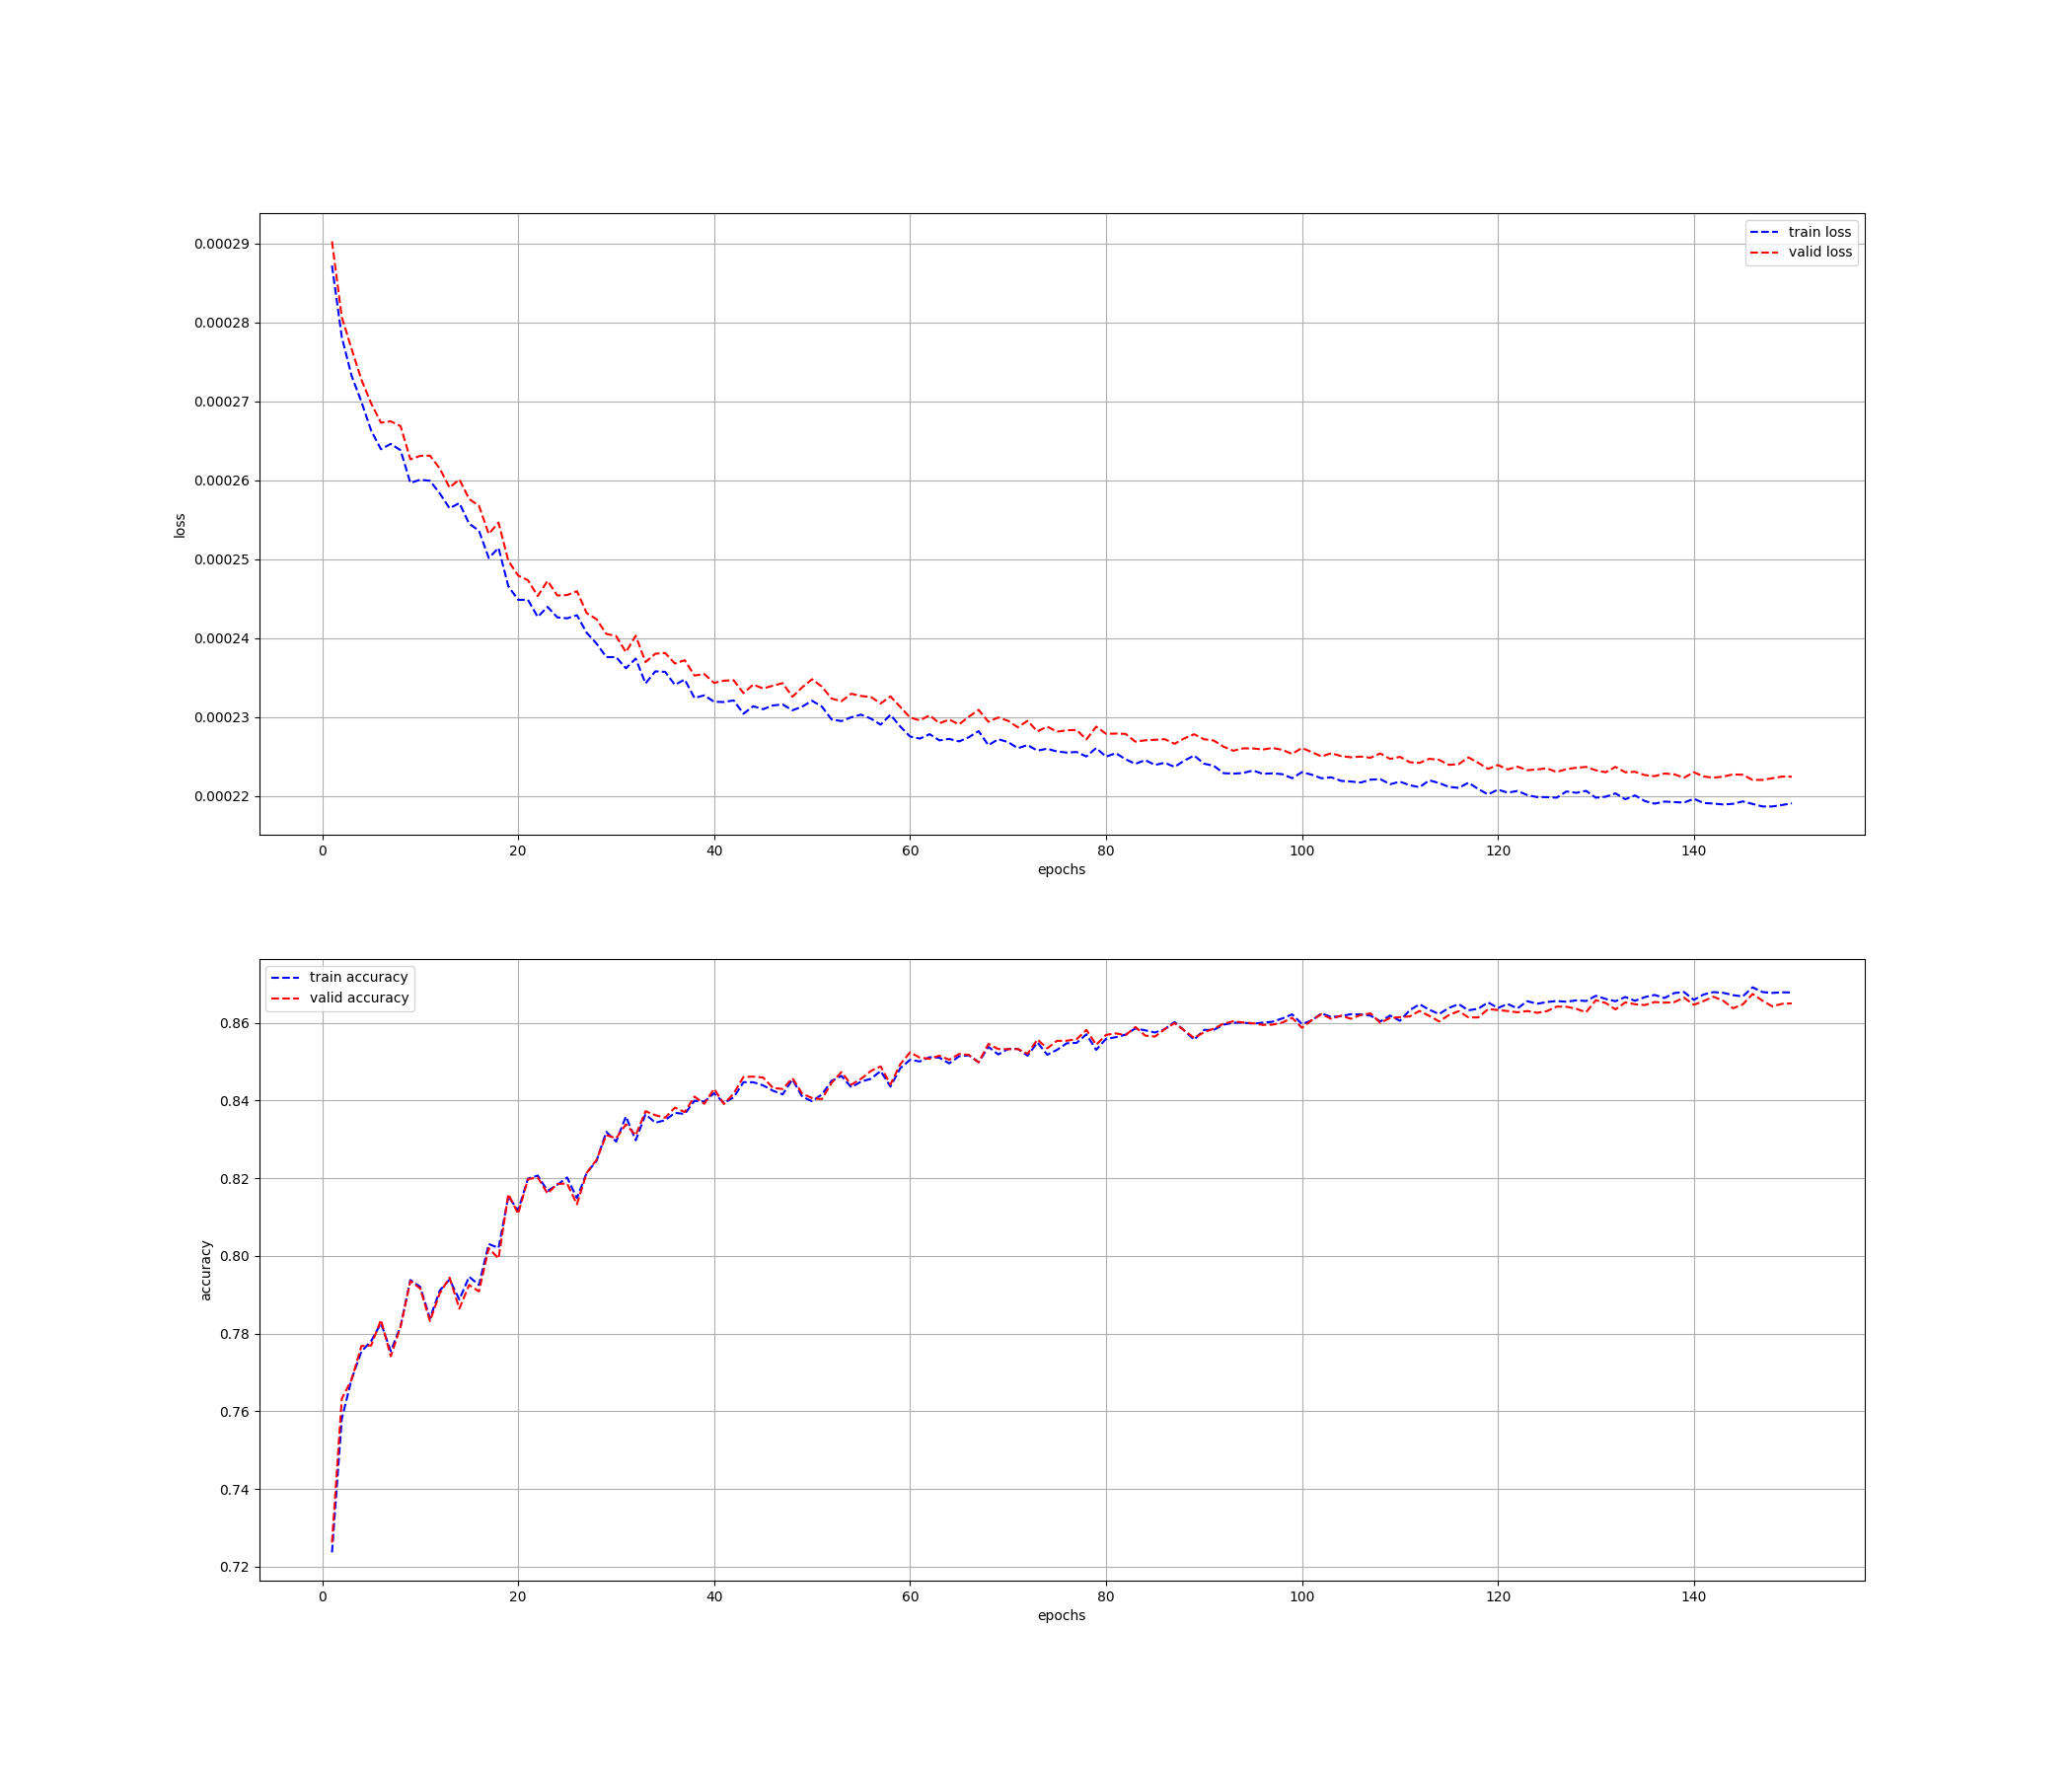 train loss
valid loss
0.00029
0.00028
0.00027
0.00026
0.00025
0.00024
0.00023
0.00022
loss
0 20 40 60 80 100 120 140
epochs
train accuracy
valid accuracy
0.86
0.84
0.82
0.80
0.78
0.76
0.74
0.72
accuracy
0 20 40 60 80 100 120 140
epochs